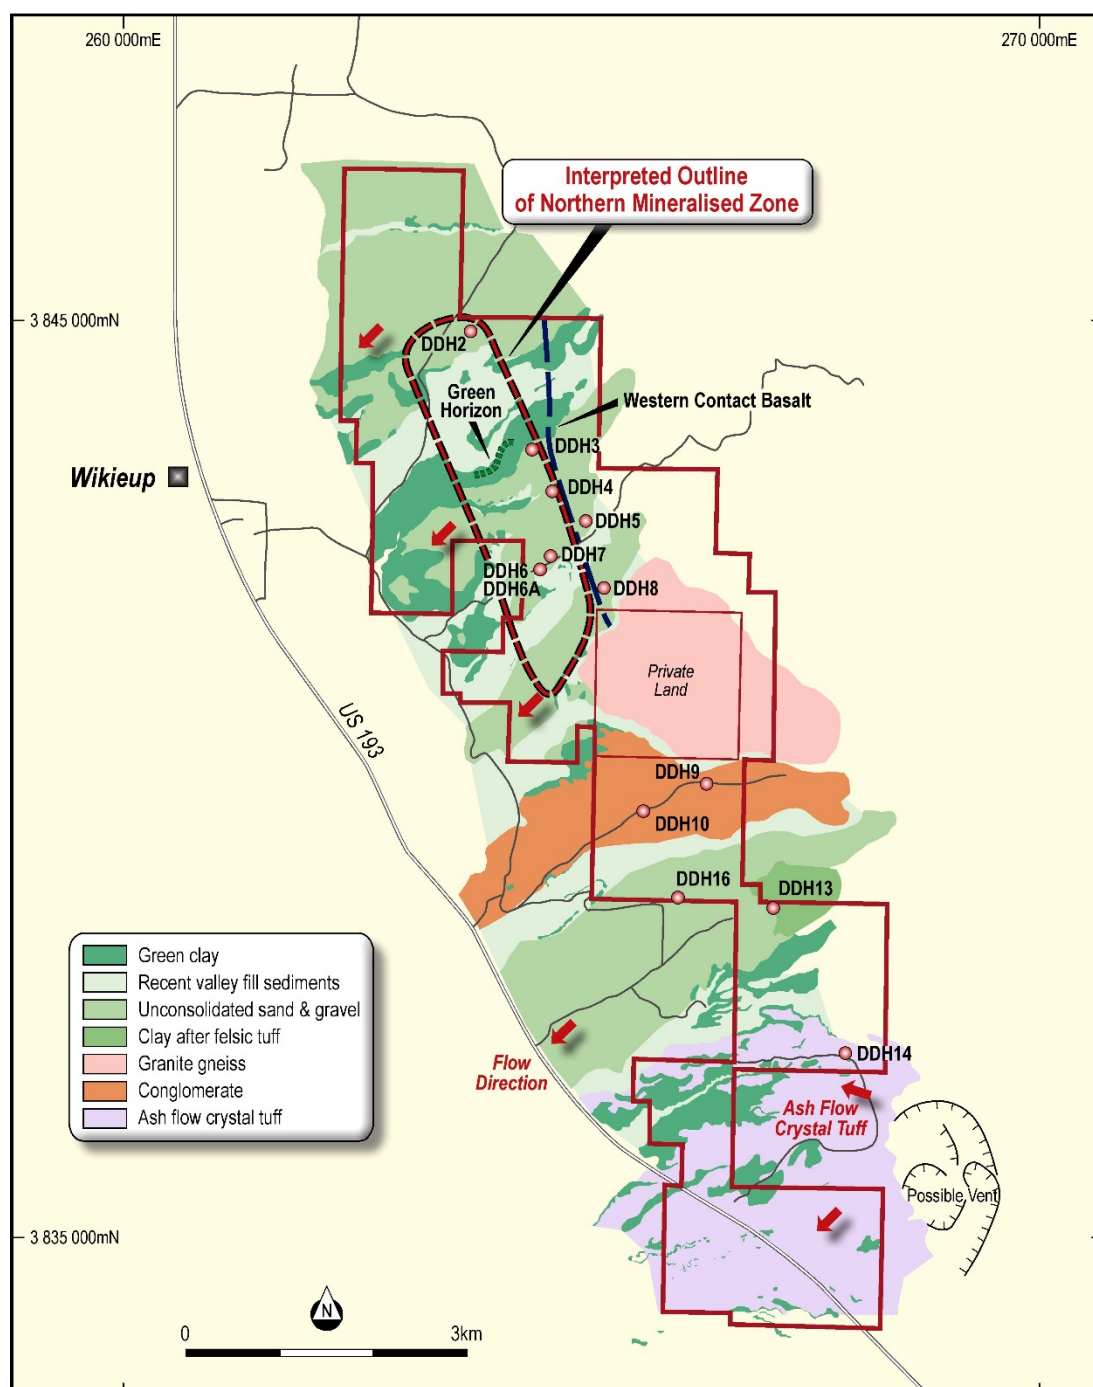 260 000mE
270 000mE
Interpreted Outline
of Northern Mineralised Zone
3 845 000mN
DDH2
Green
Horizon
Western Contact Basalt
DDH3
Wikieup
DDH4
DDH5
DDH7
DDH6
DDH6A
DDH8
Private
Land
US 193
DDH9
DDH10
DDH16
DDH13
Green clay
Recent valley fill sediments
Unconsolidated sand & gravel
Clay after felsic tuff
Granite gneiss
Conglomerate
Ash flow crystal tuff
Flow
Direction
DDH14
Ash Flow
Crystal Tuff
Possible Vent
3 835 000mN
N
0
3km